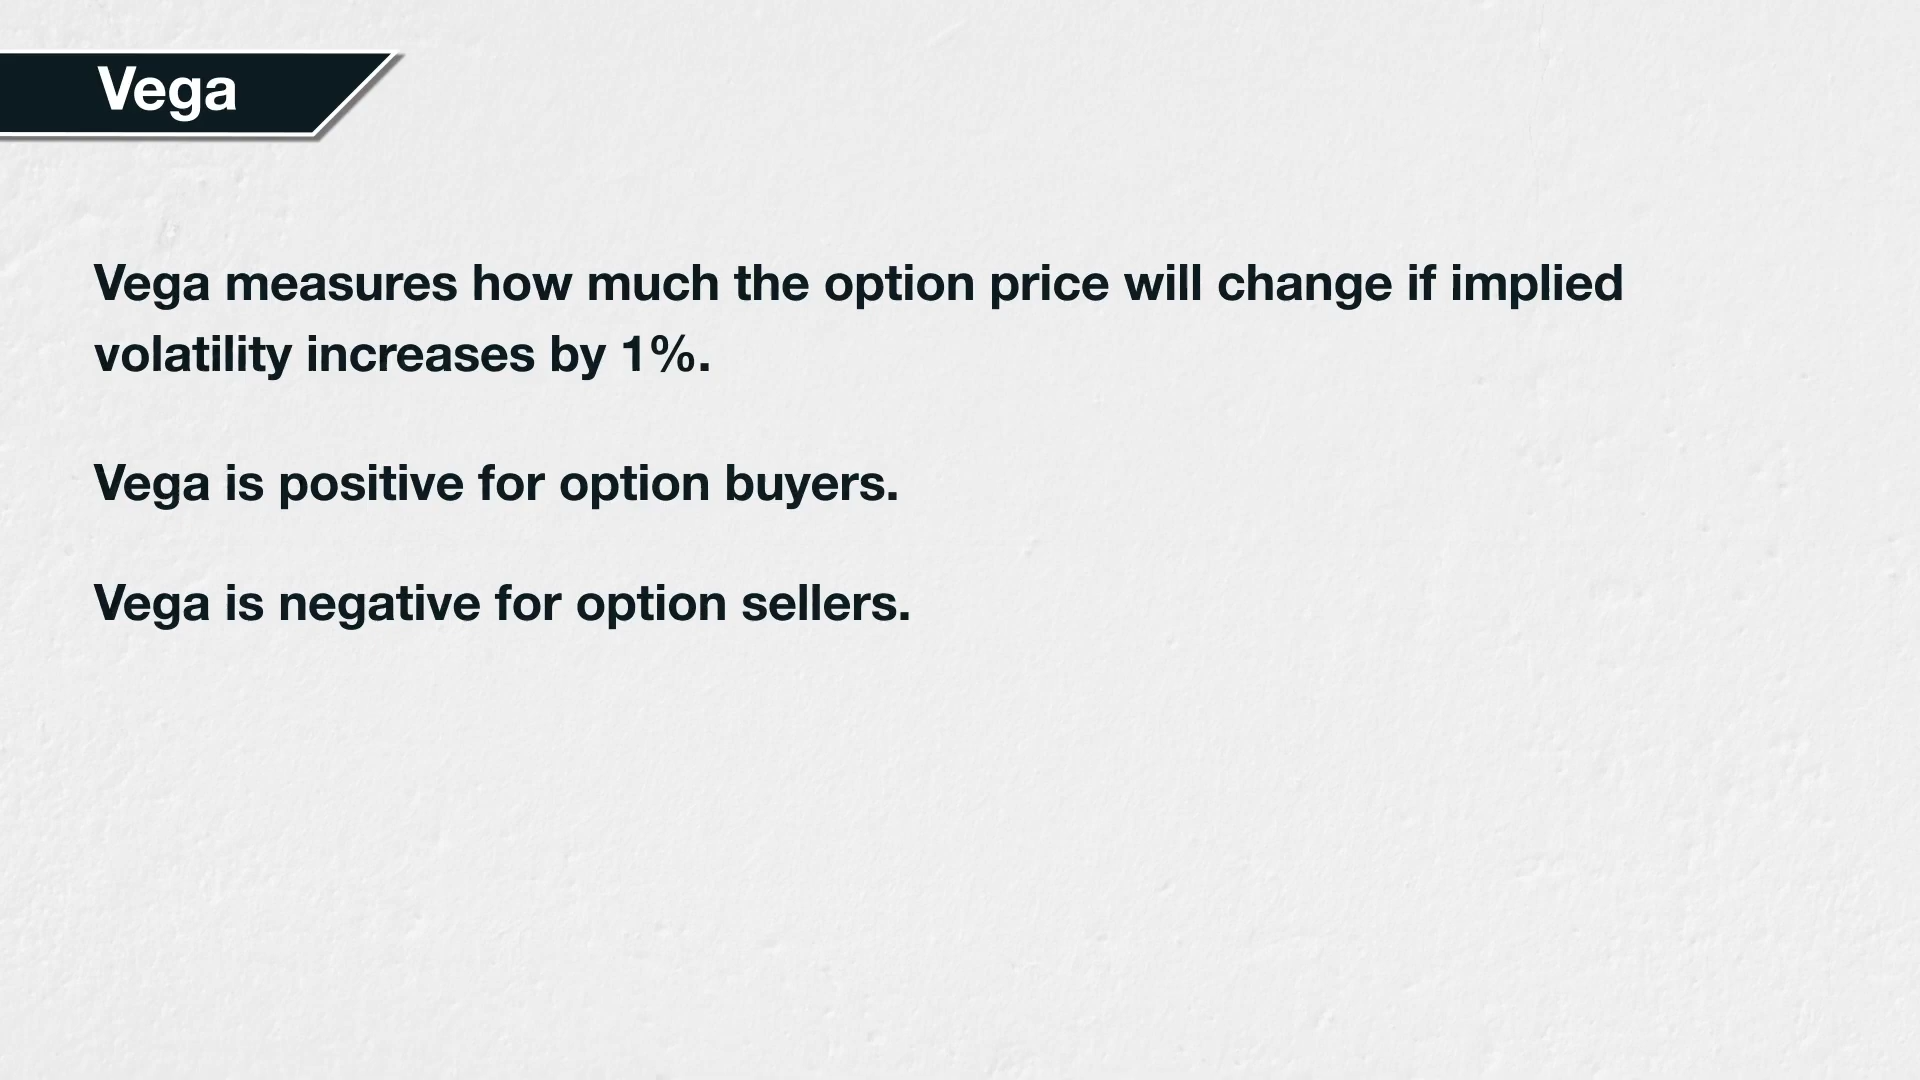 Vega
Vega measures how much the option price will change if implied
volatility increases by 1%.
Vega is positive for option buyers.
Vega is negative for option sellers.